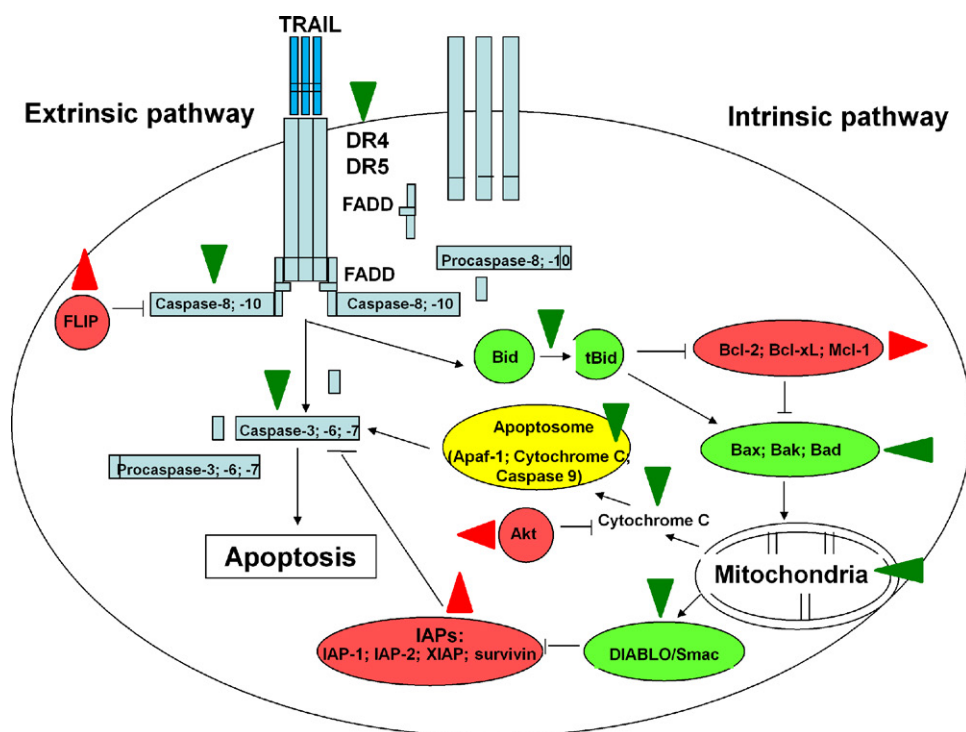 TRAIL
Extrinsic pathway
Intrinsic pathway
DR4
DR5
FADD
Procaspase-8; -10
FADD
Caspase-8; -10
Caspase-8; -10
FLIP
Bid
tBid
Bcl-2; Bcl-xL; Mcl-1
Caspase-3; -6; -7
Apoptosome
(Apaf-1; Cytochrome C;
Caspase 9)
Bax; Bak; Bad
Procaspase-3; -6; -7
Akt
Cytochrome C
Apoptosis
Mitochondria
IAPs:
IAP-1; IAP-2; XIAP; survivin
DIABLO/Smac